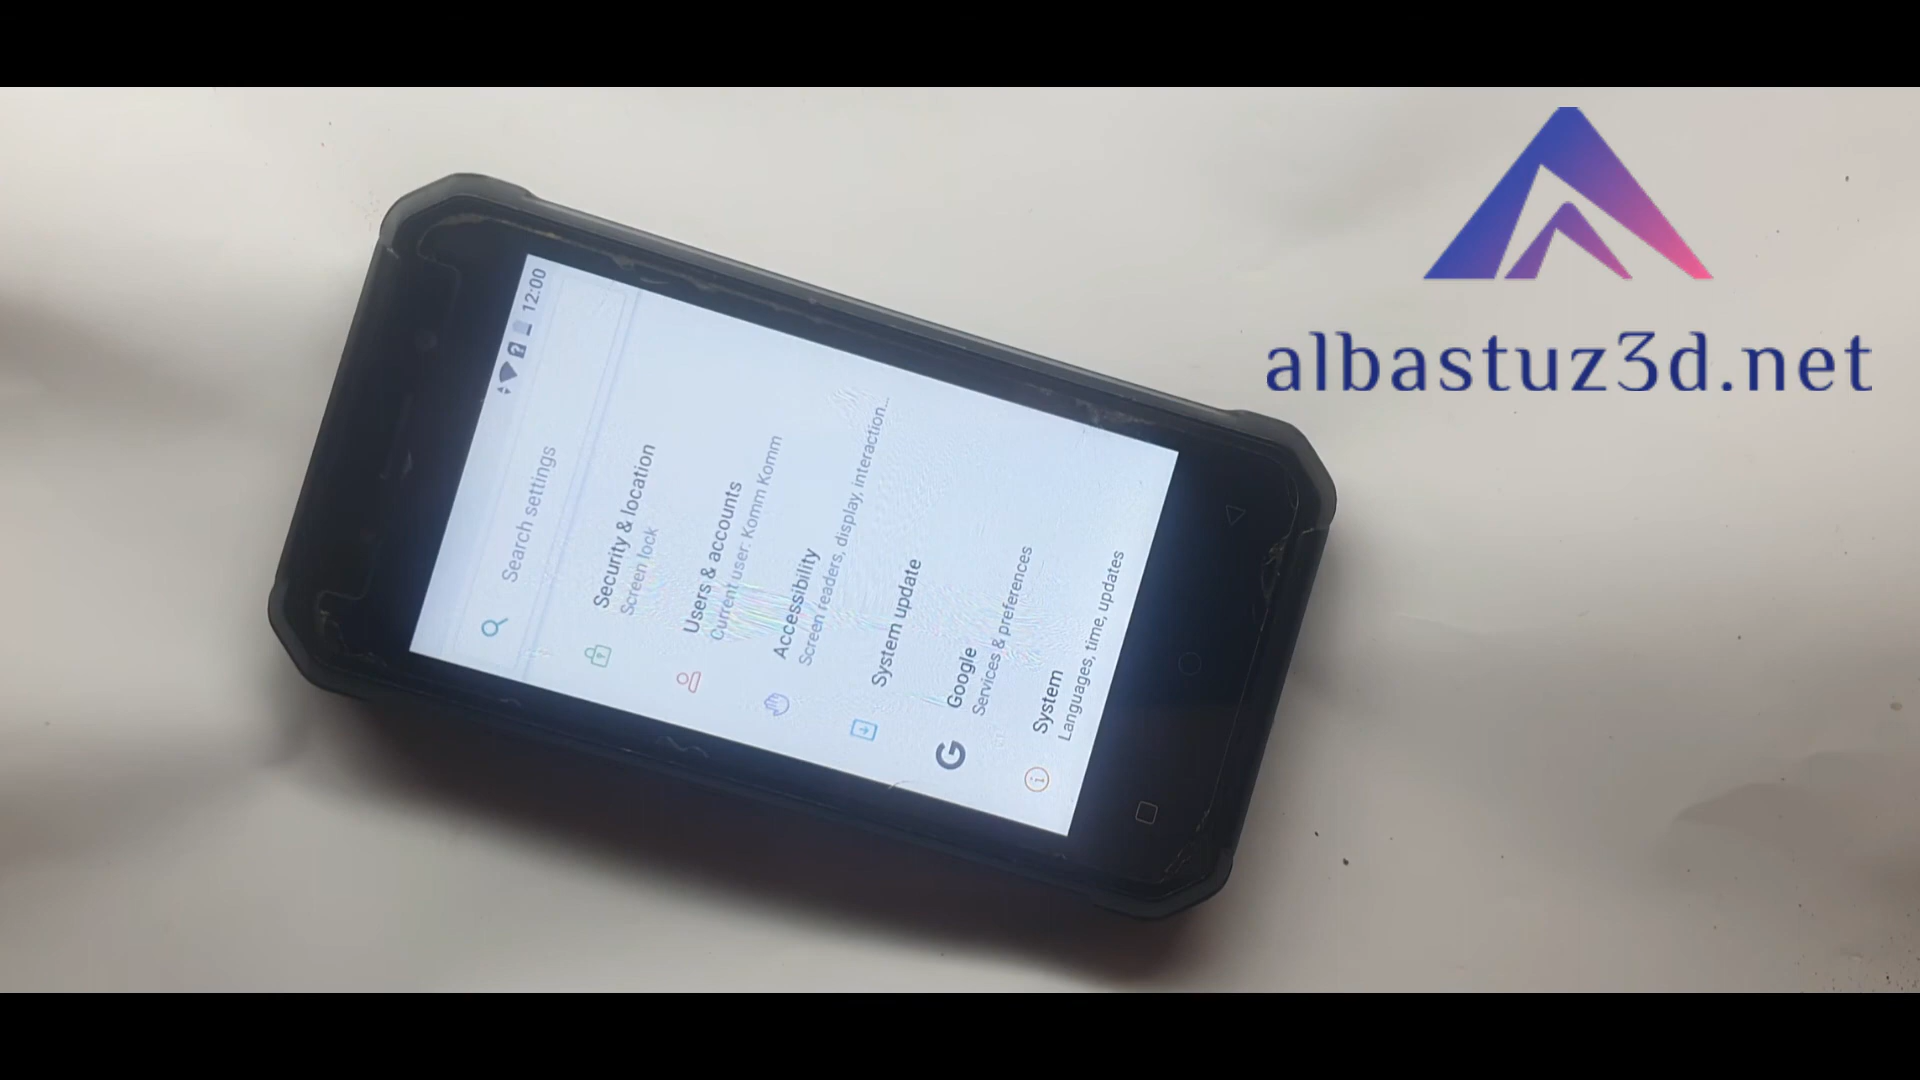 12:00
Search settings
Security & location
Screen lock
Users & accounts
Current user: Komm Komm
Accessibility
Screen readers, display, interaction...
System update
Google
Services & preferences
System
Languages, time, updates
albastuz3d.net